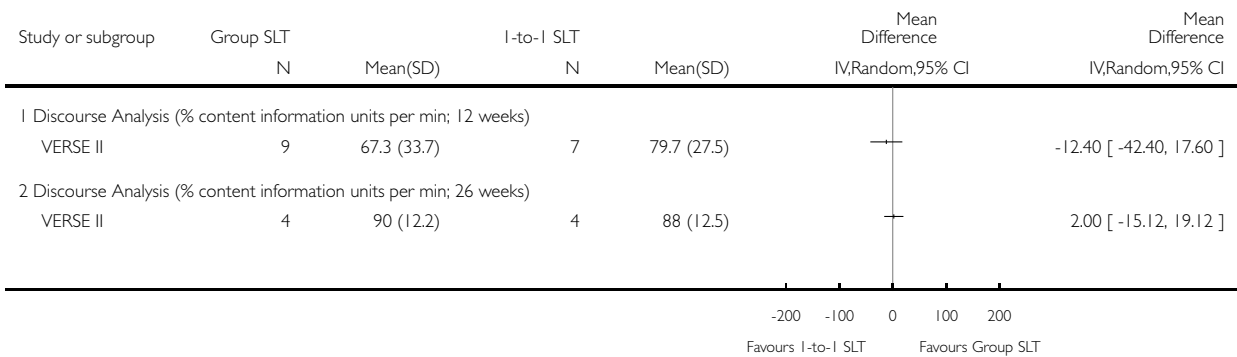 Study or subgroup Group SLT 1-to-1 SLT Mean Difference Mean Difference
N Mean(SD) N Mean(SD) IV,Random,95% CI IV,Random,95% CI
1 Discourse Analysis (% content information units per min; 12 weeks)
VERSE II 9 67.3 (33.7) 7 79.7 (27.5) -12.40 [ -42.40, 17.60 ]
2 Discourse Analysis (% content information units per min; 26 weeks)
VERSE II 4 90 (12.2) 4 88 (12.5) 2.00 [ -15.12, 19.12 ]
-200 -100 0 100 200
Favours 1-to-1 SLT Favours Group SLT